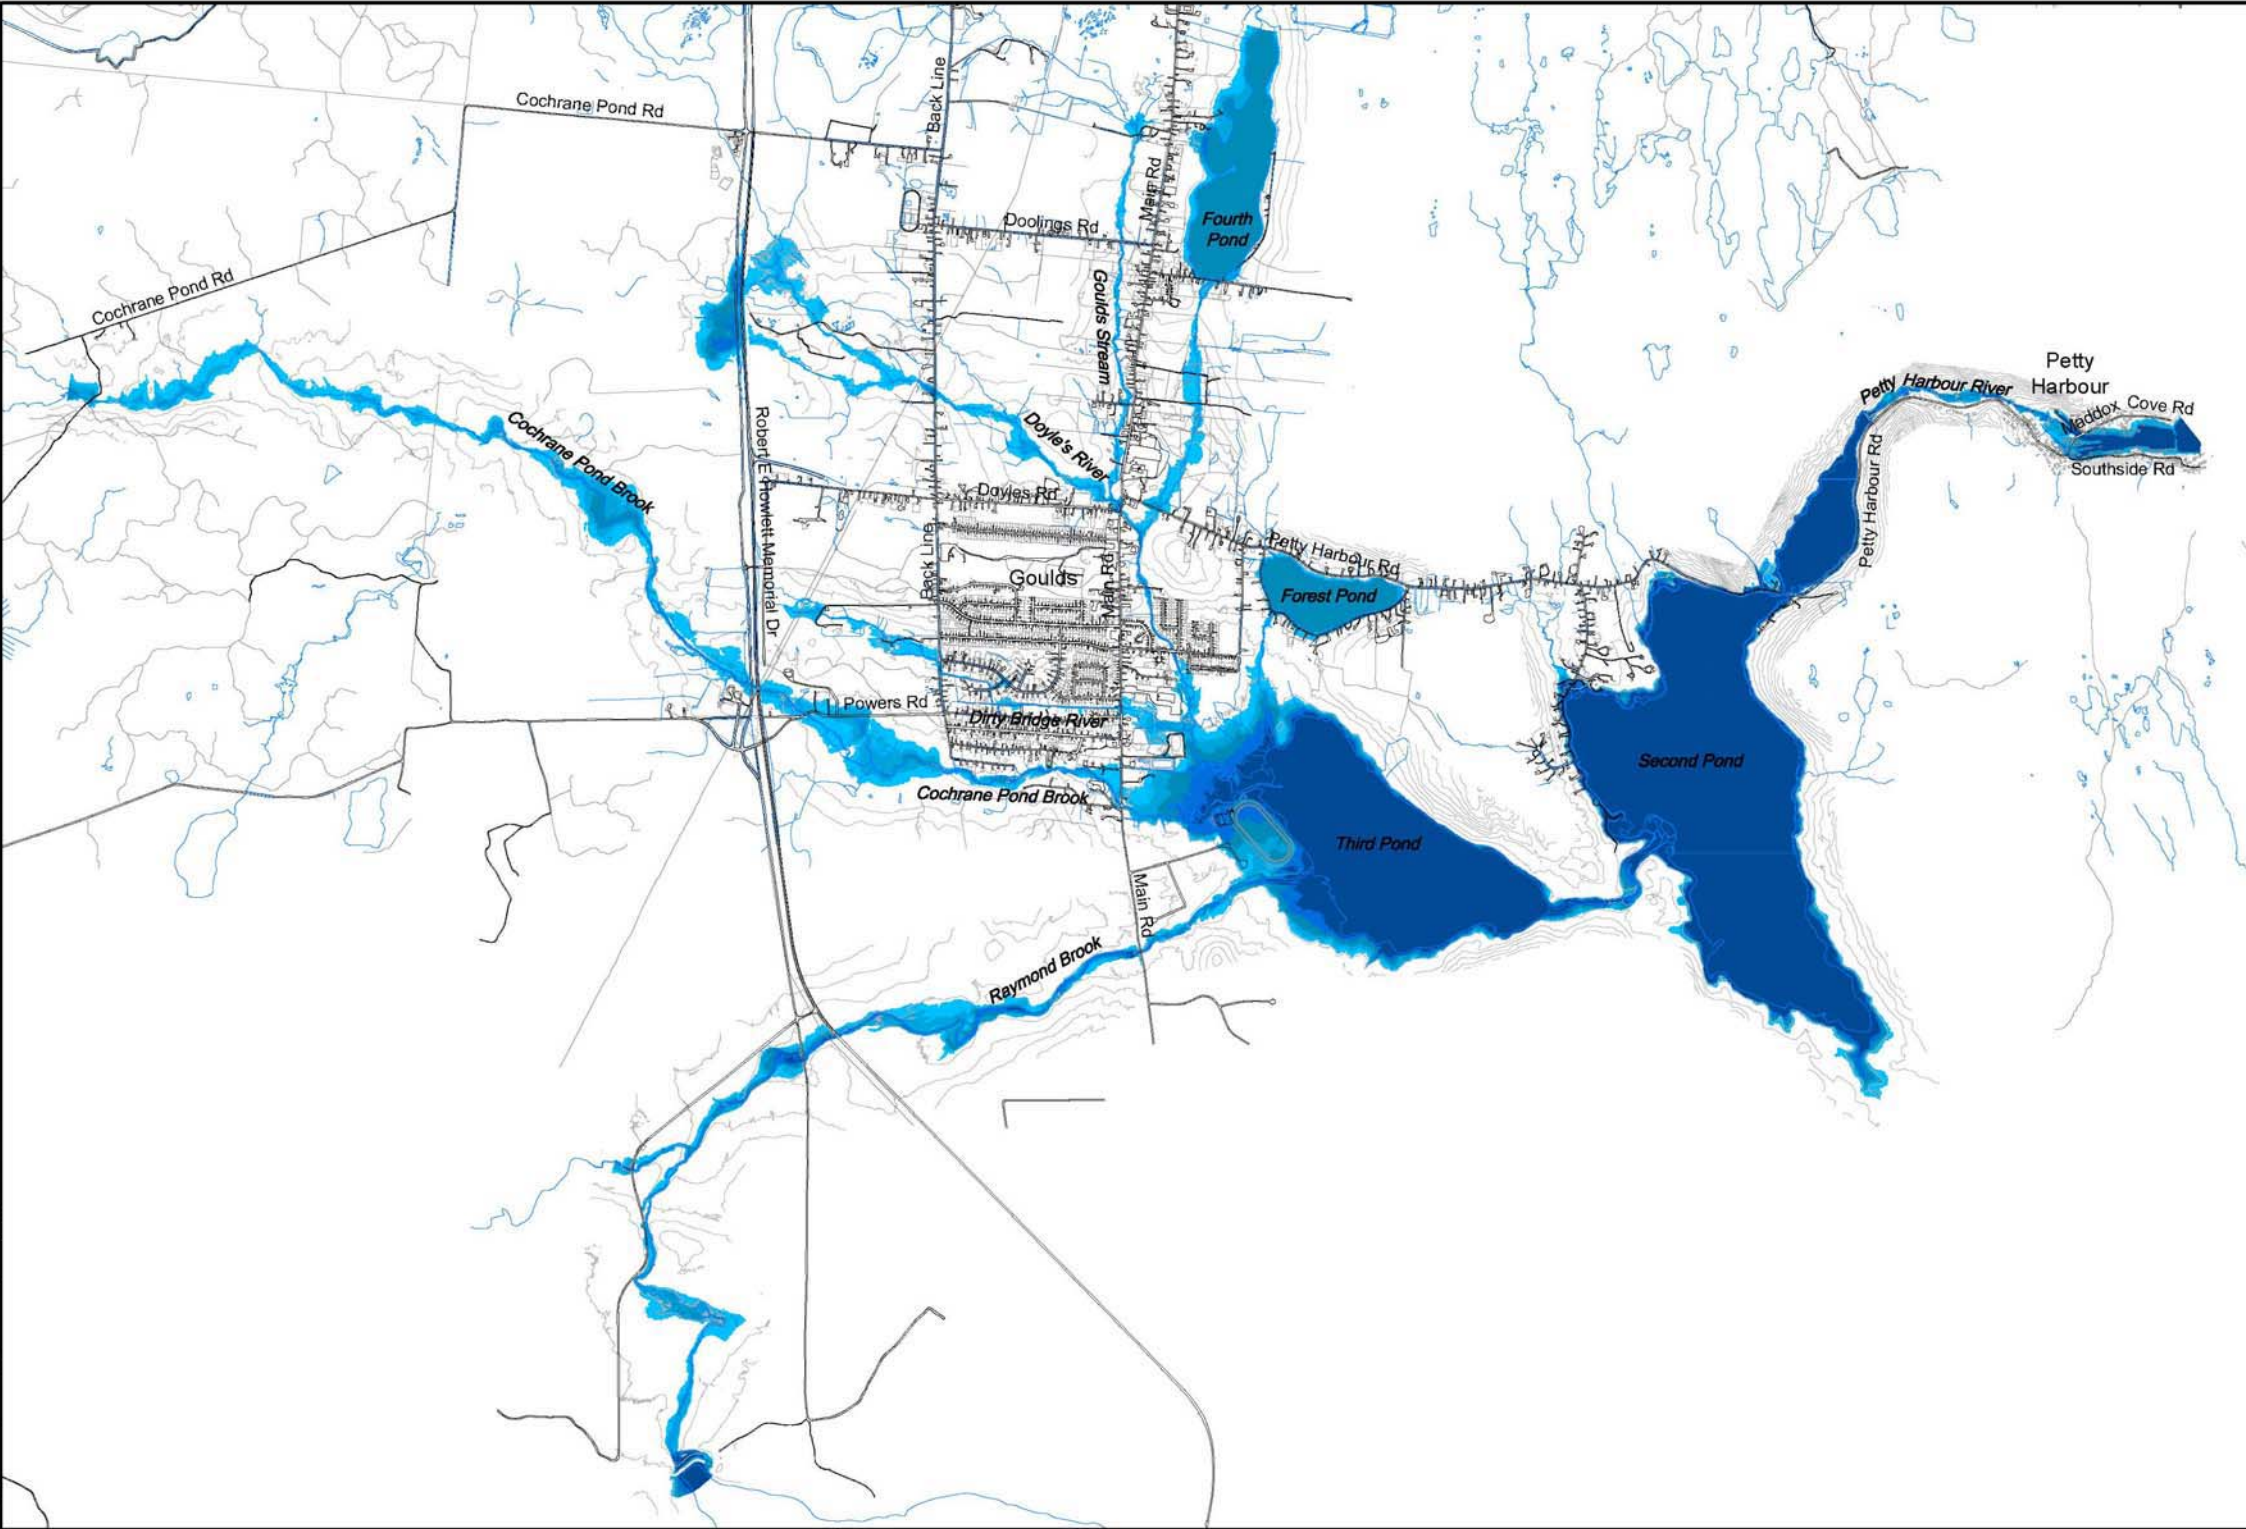 Back Line
Cochrane Pond Rd
Main Rd
Fourth
Pond
Doolings Rd
Cochrane Pond Rd
Goulds Stream
Petty
Harbour
Petty Harbour River
Maddox Cove Rd
Southside Rd
Petty Harbour Rd
Cochrane Pond Brook
Robert E Howlett Memorial Dr
Doyle's River
Doyles Rd
Back Line
Main Rd
Goulds
Petty Harbour Rd
Forest Pond
Powers Rd
Dirty Bridge River
Second Pond
Cochrane Pond Brook
Third Pond
Main Rd
Raymond Brook